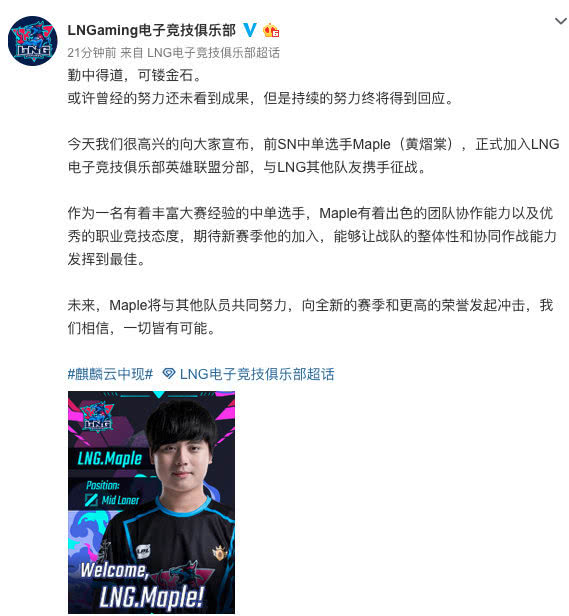 LNGaming电子竞技俱乐部
21分钟前 来自 LNG电子竞技俱乐部超话
勤中得道，可镂金石。
或许曾经的努力还未看到成果，但是持续的努力终将得到回应。
今天我们很高兴的向大家宣布，前SN中单选手Maple（黄熠棠），正式加入LNG
电子竞技俱乐部英雄联盟分部，与LNG其他队友携手征战。
作为一名有着丰富大赛经验的中单选手，Maple有着出色的团队协作能力以及优
秀的职业竞技态度，期待新赛季他的加入，能够让战队的整体性和协同作战能力
发挥到最佳。
未来，Maple将与其他队员共同努力，向全新的赛季和更高的荣誉发起冲击，我
们相信，一切皆有可能。
#麒麟云中现# LNG电子竞技俱乐部超话
LNG
LNG.Maple
Position:
Mid Laner
LPL
Welcome,
LNG.Maple!